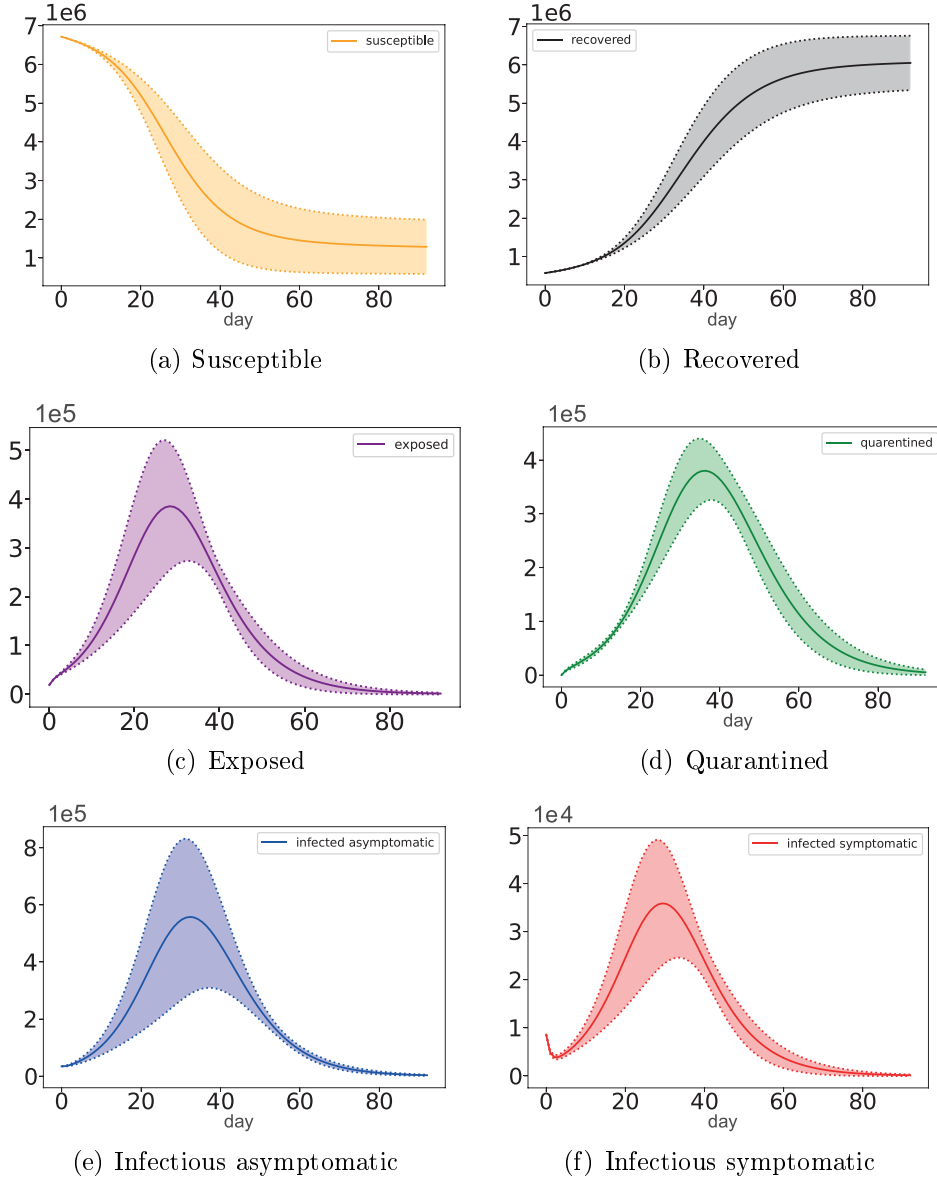 1e6
susceptible
7
6
5
4
3
2
1
0 20 40 60 80
day
(a) Susceptible
1e6
recovered
7
6
5
4
3
2
1
0 20 40 60 80
day
(b) Recovered
1e5
exposed
5
4
3
2
1
0
0 20 40 60 80
(c) Exposed
1e5
quarentined
4
3
2
1
0
0 20 40 60 80
day
(d) Quarantined
1e5
infected asymptomatic
8
6
4
2
0
0 20 40 60 80
day
(e) Infectious asymptomatic
1e4
infected symptomatic
5
4
3
2
1
0
0 20 40 60 80
day
(f) Infectious symptomatic